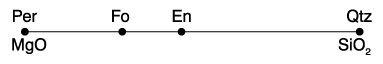 Per Fo En Qtz
MgO SiO₂